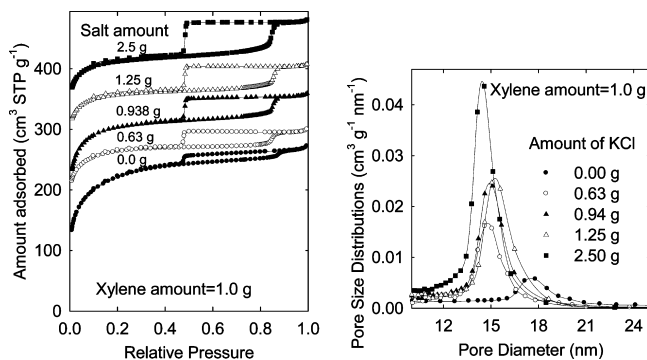 Salt amount
2.5 g
1.25 g
0.938 g
0.63 g
0.0 g
Xylene amount=1.0 g
Amount adsorbed (cm³ STP g⁻¹)
400
300
200
100
0
0.0 0.2 0.4 0.6 0.8 1.0
Relative Pressure
Xylene amount=1.0 g
Amount of KCl
0.00 g
0.63 g
0.94 g
1.25 g
2.50 g
Pore Size Distributions (cm³ g⁻¹ nm⁻¹)
0.04
0.03
0.02
0.01
0.00
12 15 18 21 24
Pore Diameter (nm)